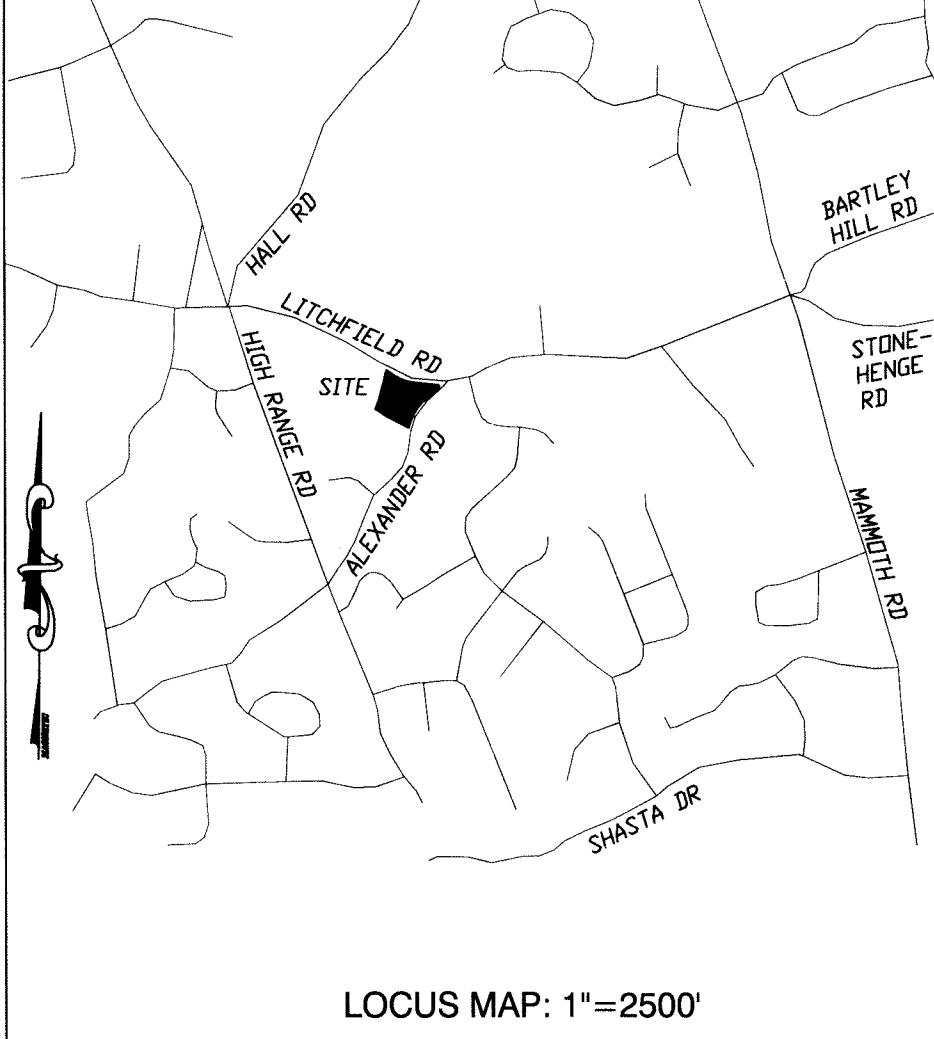 BARTLEY
HILL RD
HALL RD
LITCHFIELD RD
STONE-
HENGE
RD
HIGH RANGE RD
SITE
ALEXANDER RD
MAMMOTH RD
SHASTA DR
LOCUS MAP: 1"=2500'